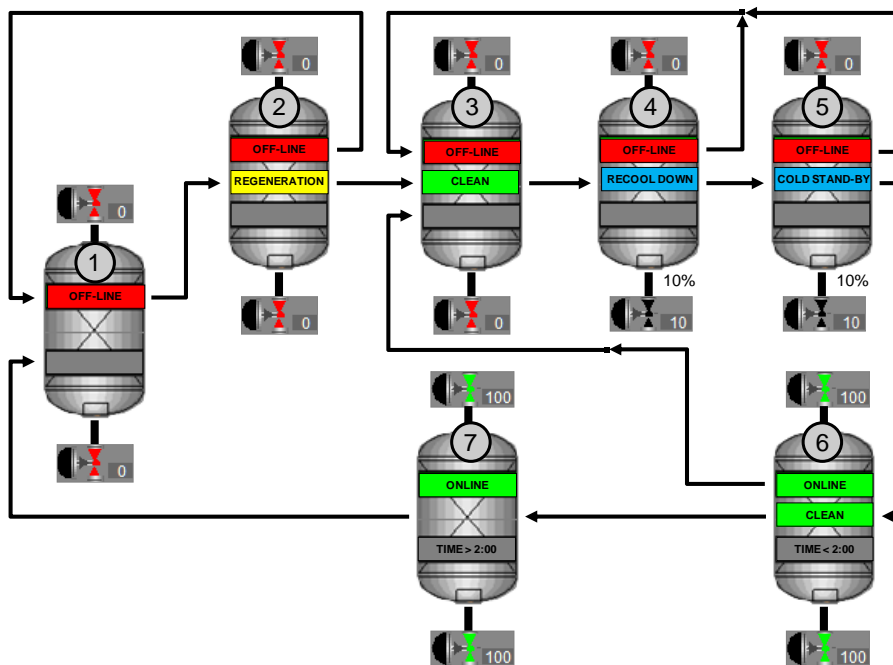 0
0
0
0
2
3
4
5
OFF-LINE
OFF-LINE
OFF-LINE
OFF-LINE
REGENERATION
CLEAN
RECOOL DOWN
COLD STAND-BY
0
1
OFF-LINE
10%
10%
0
0
10
10
100
100
0
7
6
ONLINE
ONLINE
CLEAN
TIME > 2:00
TIME < 2:00
100
100